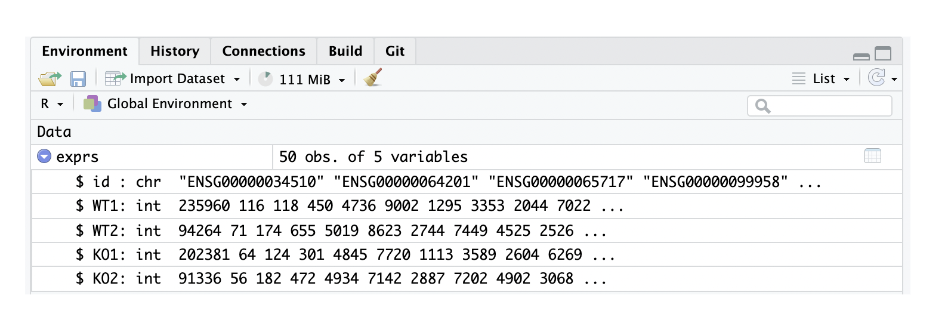 Environment History Connections Build Git
Import Dataset 111 MiB List
R Global Environment
Data
exprs 50 obs. of 5 variables
$ id : chr "ENSG00000034510" "ENSG00000064201" "ENSG00000065717" "ENSG00000099958" ...
$ WT1: int 235960 116 118 450 4736 9002 1295 3353 2044 7022 ...
$ WT2: int 94264 71 174 655 5019 8623 2744 7449 4525 2526 ...
$ KO1: int 202381 64 124 301 4845 7720 1113 3589 2604 6269 ...
$ KO2: int 91336 56 182 472 4934 7142 2887 7202 4902 3068 ...